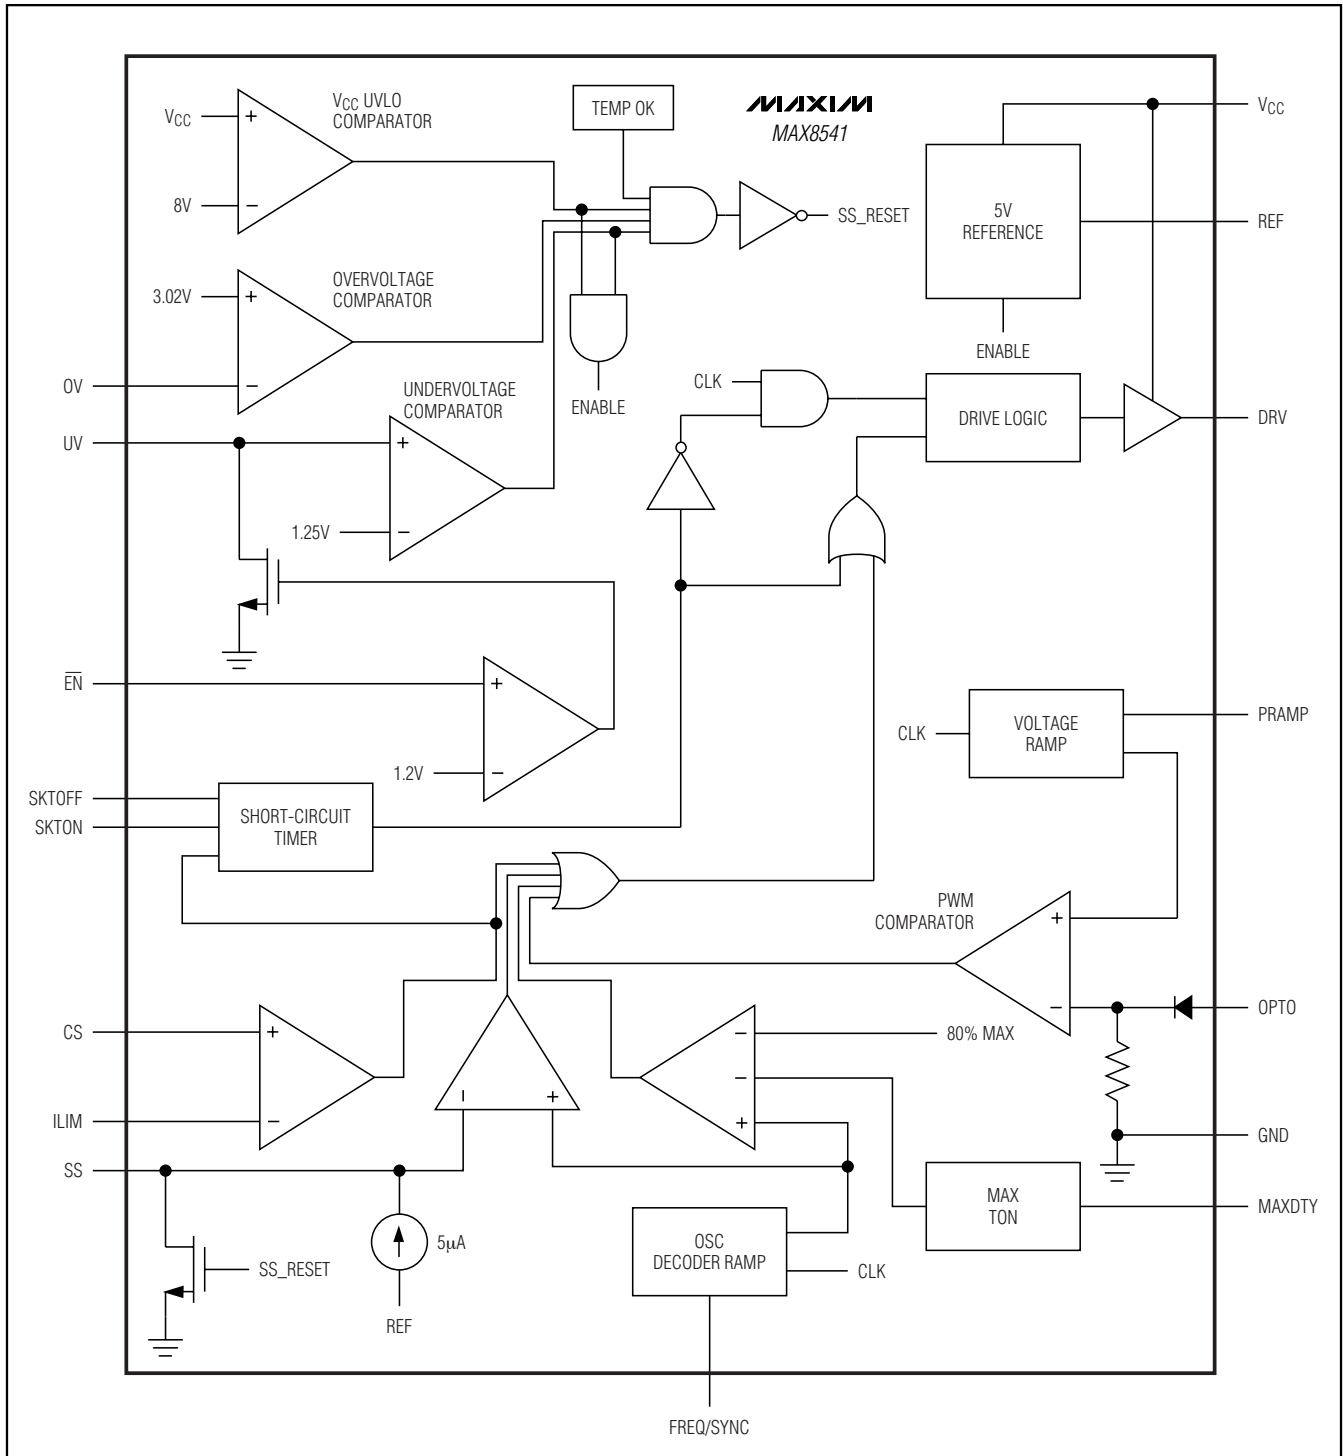 MAXIM
MAX8541
VCC UVLO
COMPARATOR
VCC
+
−
8V
TEMP OK
SS_RESET
5V
REFERENCE
ENABLE
VCC
REF
OVERVOLTAGE
COMPARATOR
3.02V
+
−
OV
ENABLE
UNDERVOLTAGE
COMPARATOR
UV
+
−
1.25V
CLK
DRIVE LOGIC
DRV
EN
+
−
1.2V
CLK
VOLTAGE
RAMP
PRAMP
SKTOFF
SKTON
SHORT-CIRCUIT
TIMER
PWM
COMPARATOR
+
−
OPTO
CS
+
−
ILIM
−
+
−
−
+
80% MAX
GND
SS
MAX
TON
MAXDTY
SS_RESET
5µA
REF
OSC
DECODER RAMP
CLK
FREQ/SYNC